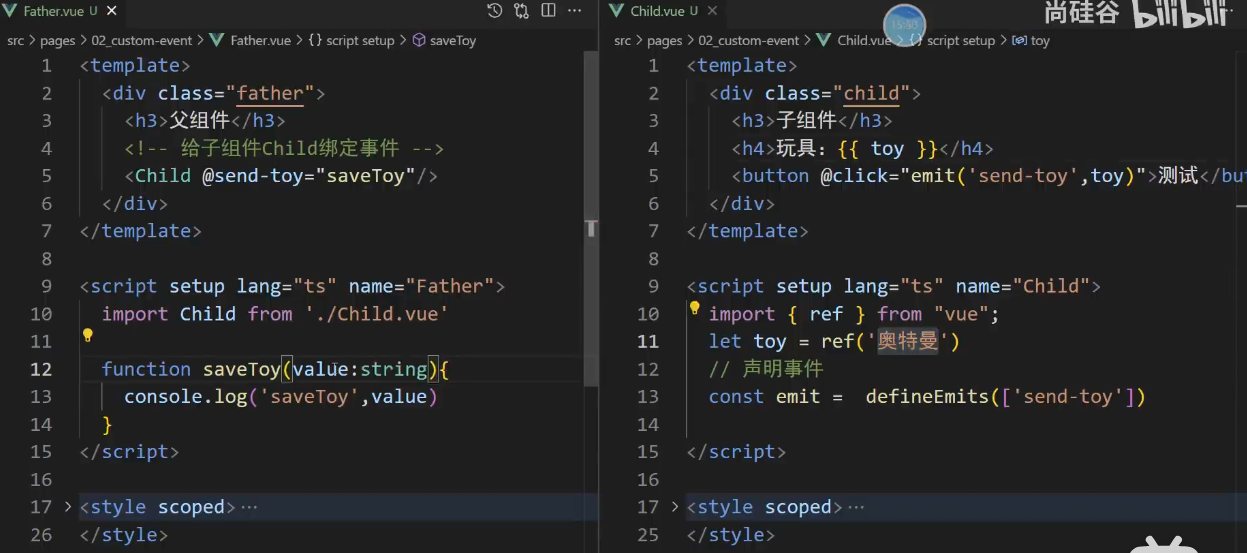 Father.vue U
src > pages > 02_custom-event > Father.vue > {} script setup > saveToy
1 <template>
2 <div class="father">
3 <h3>父组件</h3>
4 <!-- 给子组件Child绑定事件 -->
5 <Child @send-toy="saveToy"/>
6 </div>
7 </template>
8
9 <script setup lang="ts" name="Father">
10 import Child from './Child.vue'
11
12 function saveToy(value:string){
13 console.log('saveToy',value)
14 }
15 </script>
16
17 <style scoped>…
26 </style>
Child.vue U
尚硅谷 bilibili
src > pages > 02_custom-event > Child.vue > {} script setup > toy
1 <template>
2 <div class="child">
3 <h3>子组件</h3>
4 <h4>玩具：{{ toy }}</h4>
5 <button @click="emit('send-toy',toy)">测试</but
6 </div>
7 </template>
8
9 <script setup lang="ts" name="Child">
10 import { ref } from "vue";
11 let toy = ref('奥特曼')
12 // 声明事件
13 const emit =  defineEmits(['send-toy'])
14
15 </script>
16
17 <style scoped>…
25 </style>